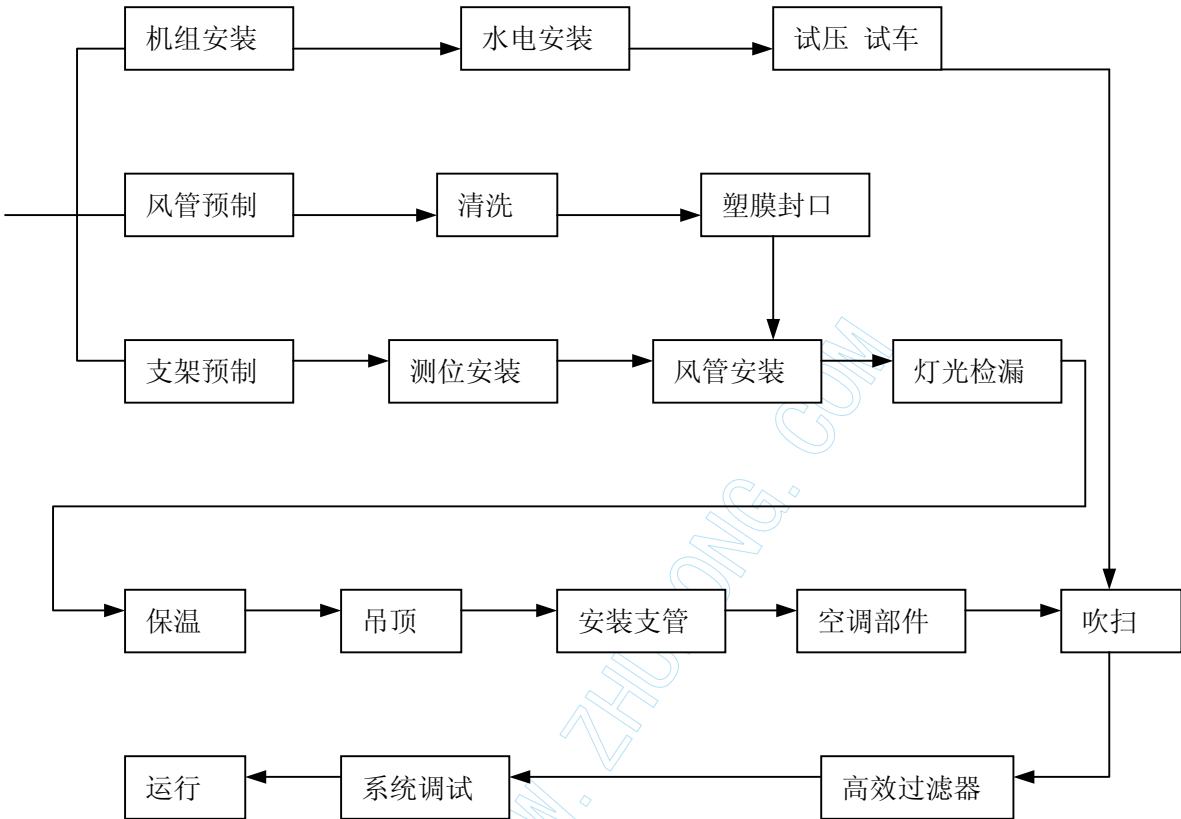 机组安装
水电安装
试压 试车
风管预制
清洗
塑膜封口
支架预制
测位安装
风管安装
灯光检漏
保温
吊顶
安装支管
空调部件
吹扫
运行
系统调试
高效过滤器